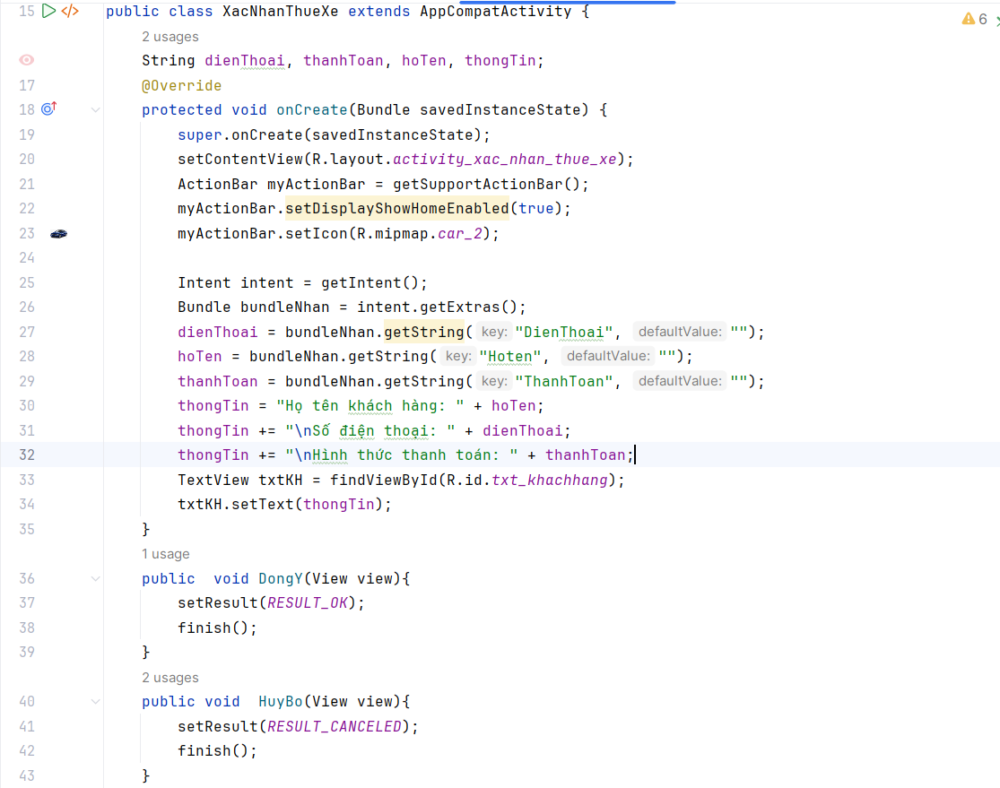 15 public class XacNhanThueXe extends AppCompatActivity {
6
2 usages
String dienThoai, thanhToan, hoTen, thongTin;
17 @Override
18 protected void onCreate(Bundle savedInstanceState) {
19 super.onCreate(savedInstanceState);
20 setContentView(R.layout.activity_xac_nhan_thue_xe);
21 ActionBar myActionBar = getSupportActionBar();
22 myActionBar.setDisplayShowHomeEnabled(true);
23 myActionBar.setIcon(R.mipmap.car_2);
24
25 Intent intent = getIntent();
26 Bundle bundleNhan = intent.getExtras();
27 dienThoai = bundleNhan.getString( key: "DienThoai", defaultValue: "");
28 hoTen = bundleNhan.getString( key: "Hoten", defaultValue: "");
29 thanhToan = bundleNhan.getString( key: "ThanhToan", defaultValue: "");
30 thongTin = "Họ tên khách hàng: " + hoTen;
31 thongTin += "\nSố điện thoại: " + dienThoai;
32 thongTin += "\nHình thức thanh toán: " + thanhToan;
33 TextView txtKH = findViewById(R.id.txt_khachhang);
34 txtKH.setText(thongTin);
35 }
1 usage
36 public  void DongY(View view){
37 setResult(RESULT_OK);
38 finish();
39 }
2 usages
40 public void  HuyBo(View view){
41 setResult(RESULT_CANCELED);
42 finish();
43 }